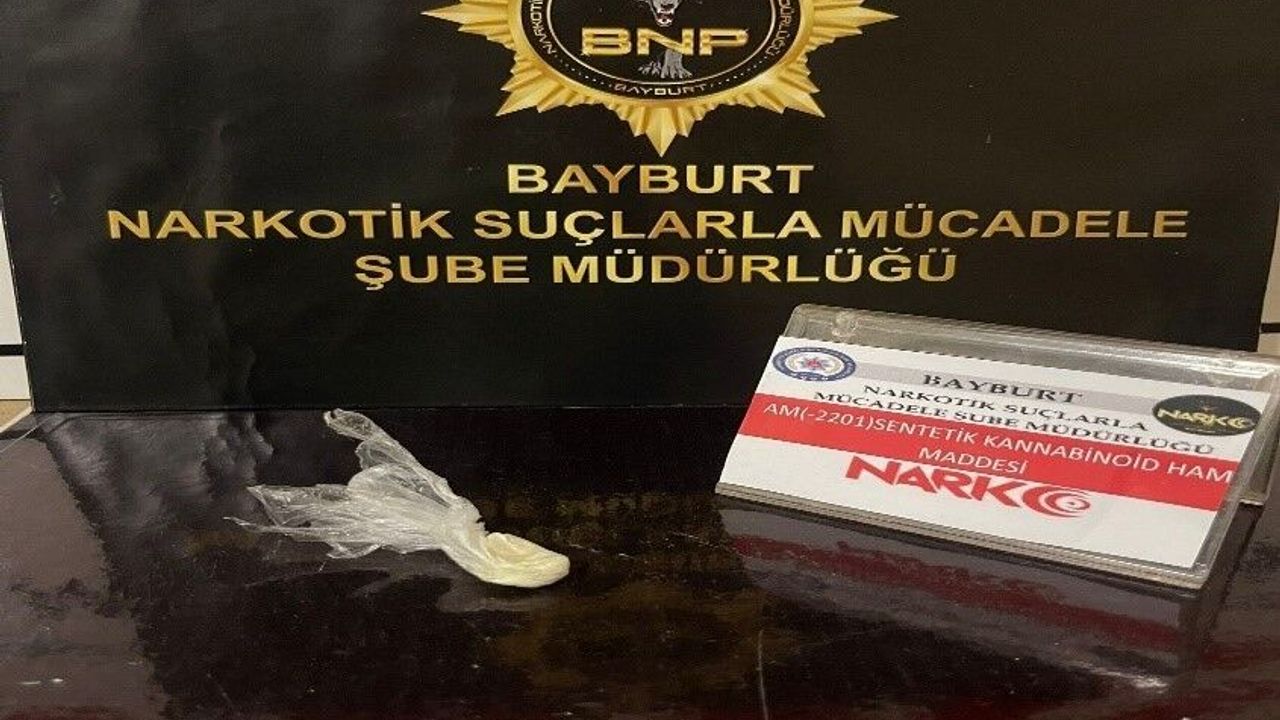 BNP
BAYBURT
BAYBURT
NARKOTİK SUÇLARLA MÜCADELE
ŞUBE MÜDÜRLÜĞÜ
BAYBURT
NARKOTİK SUÇLARLA
MÜCADELE ŞUBE MÜDÜRLÜĞÜ
NARKO
AM(-2201)SENTETİK KANNABİNOİD HAM
MADDESİ
NARKO